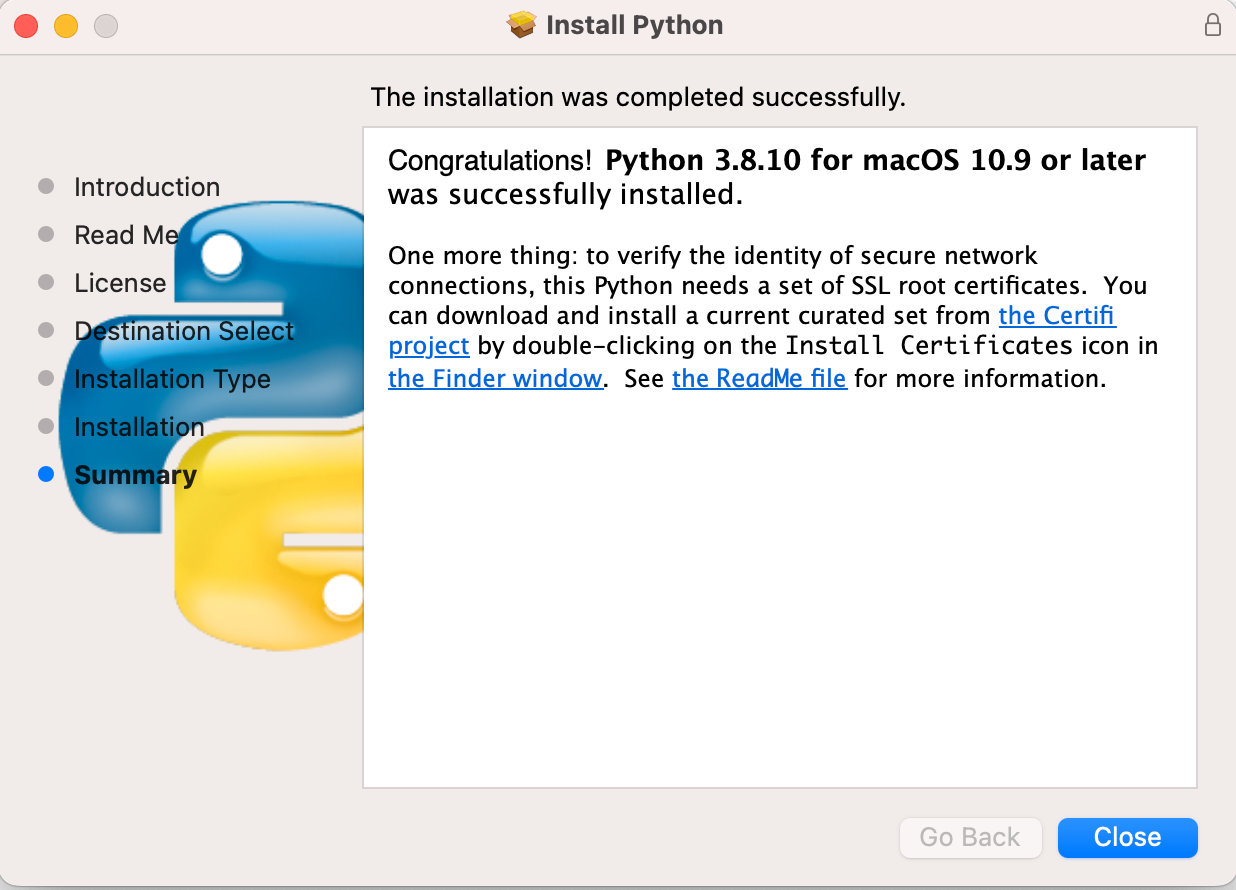 Install Python
The installation was completed successfully.
Introduction
Read Me
License
Destination Select
Installation Type
Installation
Summary
Congratulations! Python 3.8.10 for macOS 10.9 or later
was successfully installed.
One more thing: to verify the identity of secure network
connections, this Python needs a set of SSL root certificates. You
can download and install a current curated set from the Certifi
project by double-clicking on the Install Certificates icon in
the Finder window. See the ReadMe file for more information.
Go Back
Close